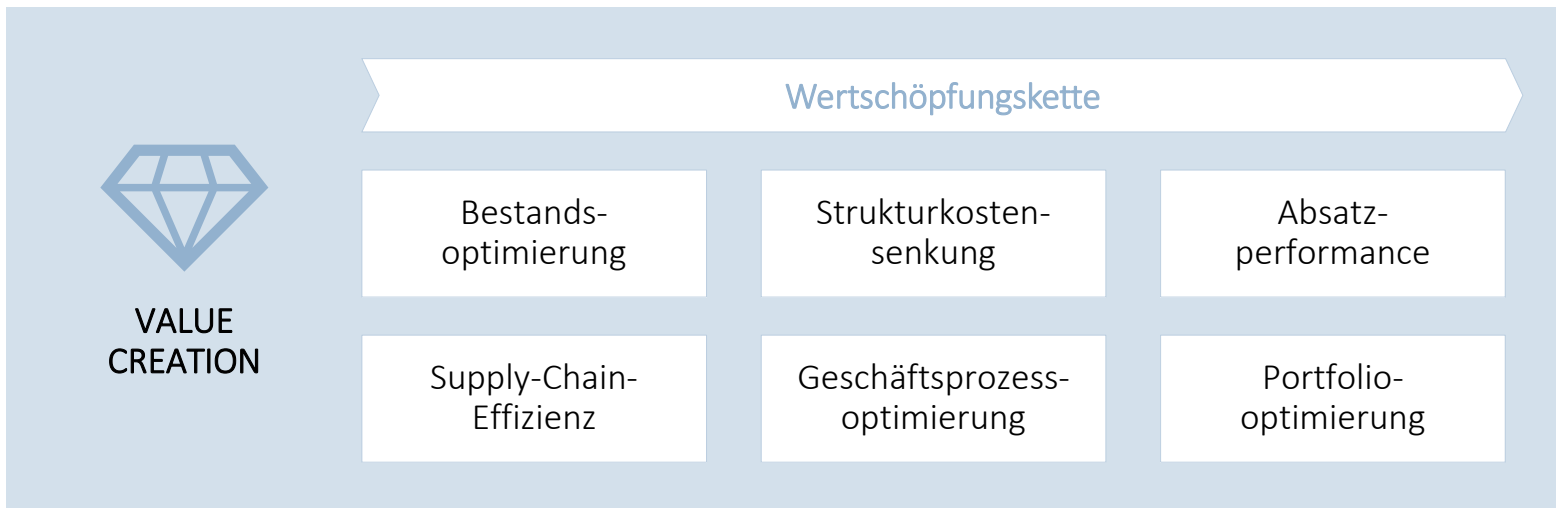 Wertschöpfungskette
VALUE
CREATION
Bestands-
optimierung
Strukturkosten-
senkung
Absatz-
performance
Supply-Chain-
Effizienz
Geschäftsprozess-
optimierung
Portfolio-
optimierung